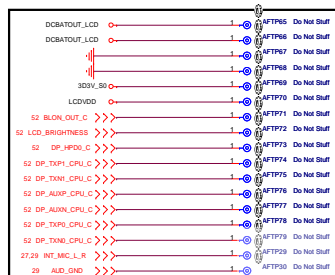 DCBATOUT_LCD 1 AFTP65 Do Not Stuff
DCBATOUT_LCD 1 AFTP66 Do Not Stuff
1 AFTP67 Do Not Stuff
1 AFTP68 Do Not Stuff
3D3V_S0 1 AFTP69 Do Not Stuff
LCDVDD 1 AFTP70 Do Not Stuff
52 BLON_OUT_C 1 AFTP71 Do Not Stuff
52 LCD_BRIGHTNESS 1 AFTP72 Do Not Stuff
52 DP_HPD0_C 1 AFTP73 Do Not Stuff
52 DP_TXP1_CPU_C 1 AFTP74 Do Not Stuff
52 DP_TXN1_CPU_C 1 AFTP75 Do Not Stuff
52 DP_AUXP_CPU_C 1 AFTP76 Do Not Stuff
52 DP_AUXN_CPU_C 1 AFTP77 Do Not Stuff
52 DP_TXP0_CPU_C 1 AFTP78 Do Not Stuff
52 DP_TXN0_CPU_C 1 AFTP79 Do Not Stuff
27,29 INT_MIC_L_R 1 AFTP29 Do Not Stuff
29 AUD_GND 1 AFTP30 Do Not Stuff